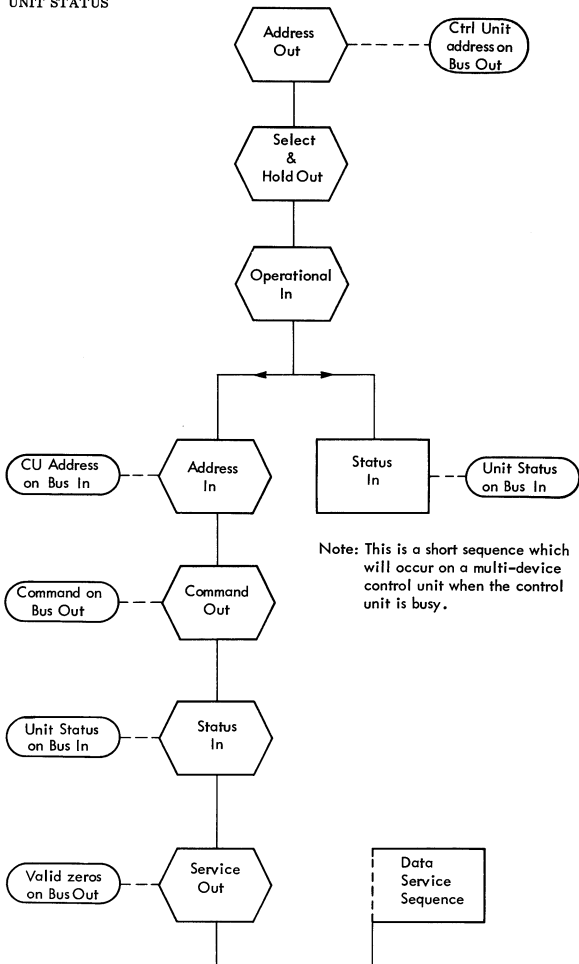 UNIT STATUS
Address
Out
Ctrl Unit
address on
Bus Out
Select
&
Hold Out
Operational
In
CU Address
on Bus In
Address
In
Status
In
Unit Status
on Bus In
Note: This is a short sequence which
will occur on a multi-device
control unit when the control
unit is busy.
Command on
Bus Out
Command
Out
Unit Status
on Bus In
Status
In
Valid zeros
on Bus Out
Service
Out
Data
Service
Sequence